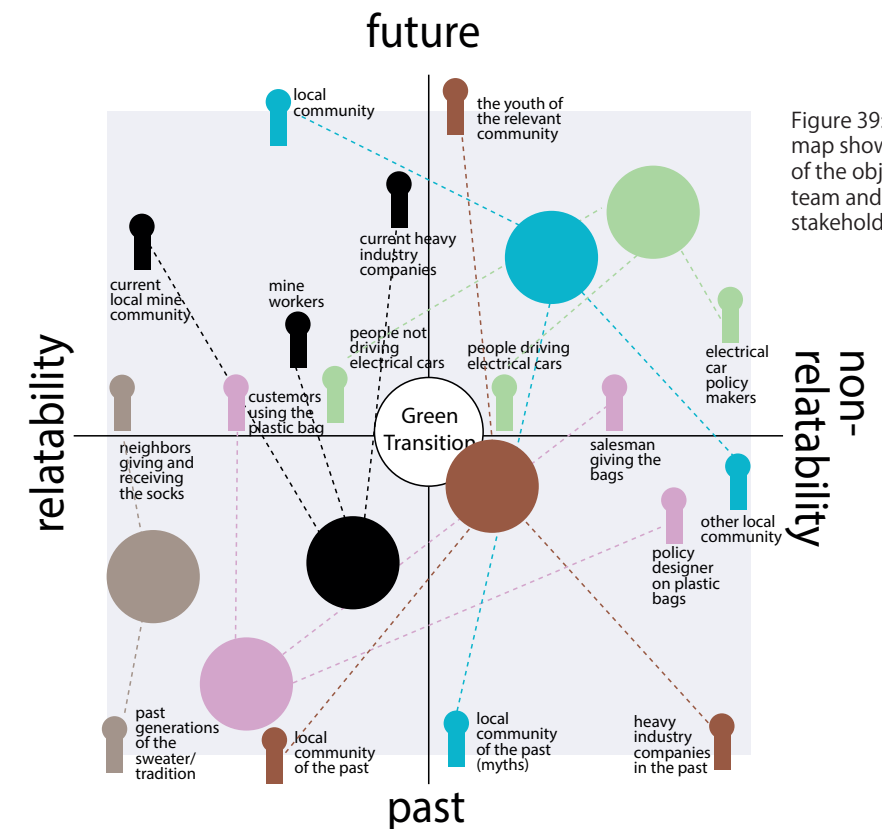 future
local
community
the youth of
the relevant
community
Figure 39:
map show
of the obj
team and
stakehold
current heavy
industry
companies
current
local mine
community
mine
workers
people not
driving
electrical cars
people driving
electrical cars
electrical
car
policy
makers
relatability
non-
relatability
custemors
using the
plastic bag
Green
Transition
neighbors
giving and
receiving
the socks
salesman
giving the
bags
other local
community
policy
designer
on plastic
bags
past
generations
of the
sweater/
tradition
local
community
of the past
local
community
of the past
(myths)
heavy
industry
companies
in the past
past